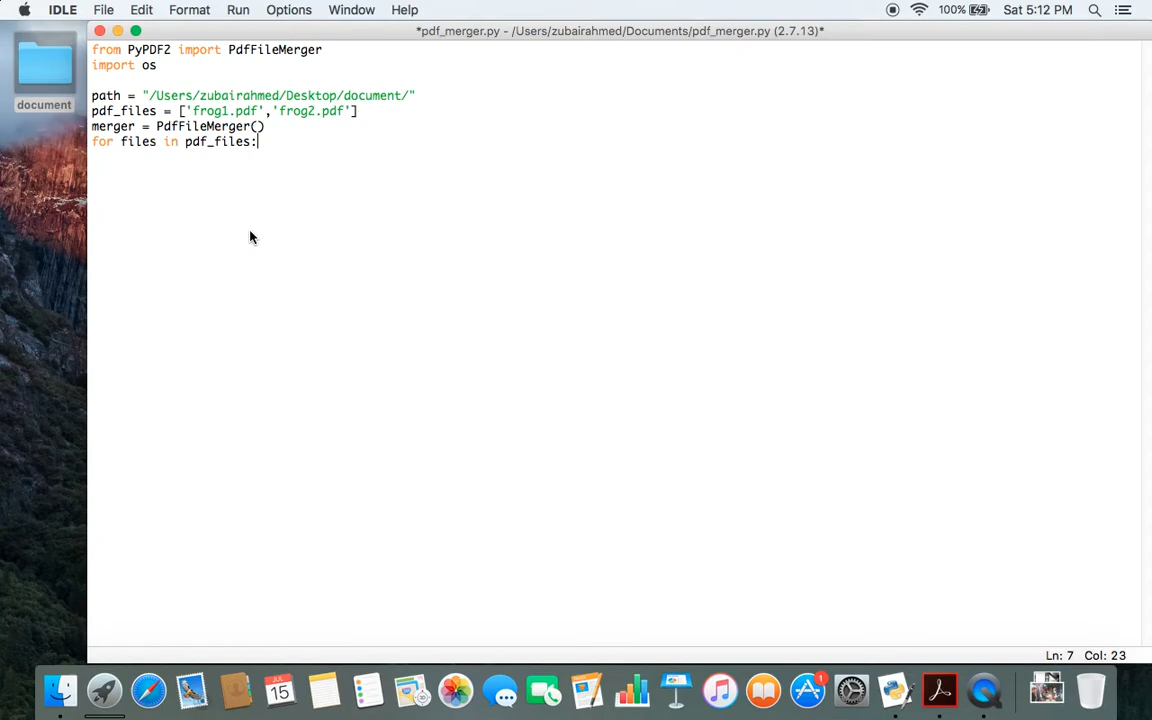 IDLE File Edit Format Run Options Window Help 100% Sat 5:12 PM
*pdf_merger.py - /Users/zubairahmed/Documents/pdf_merger.py (2.7.13)*
document
from PyPDF2 import PdfFileMerger
import os
path = "/Users/zubairahmed/Desktop/document/"
pdf_files = ['frog1.pdf','frog2.pdf']
merger = PdfFileMerger()
for files in pdf_files:
Ln: 7 Col: 23
JUL
15
1